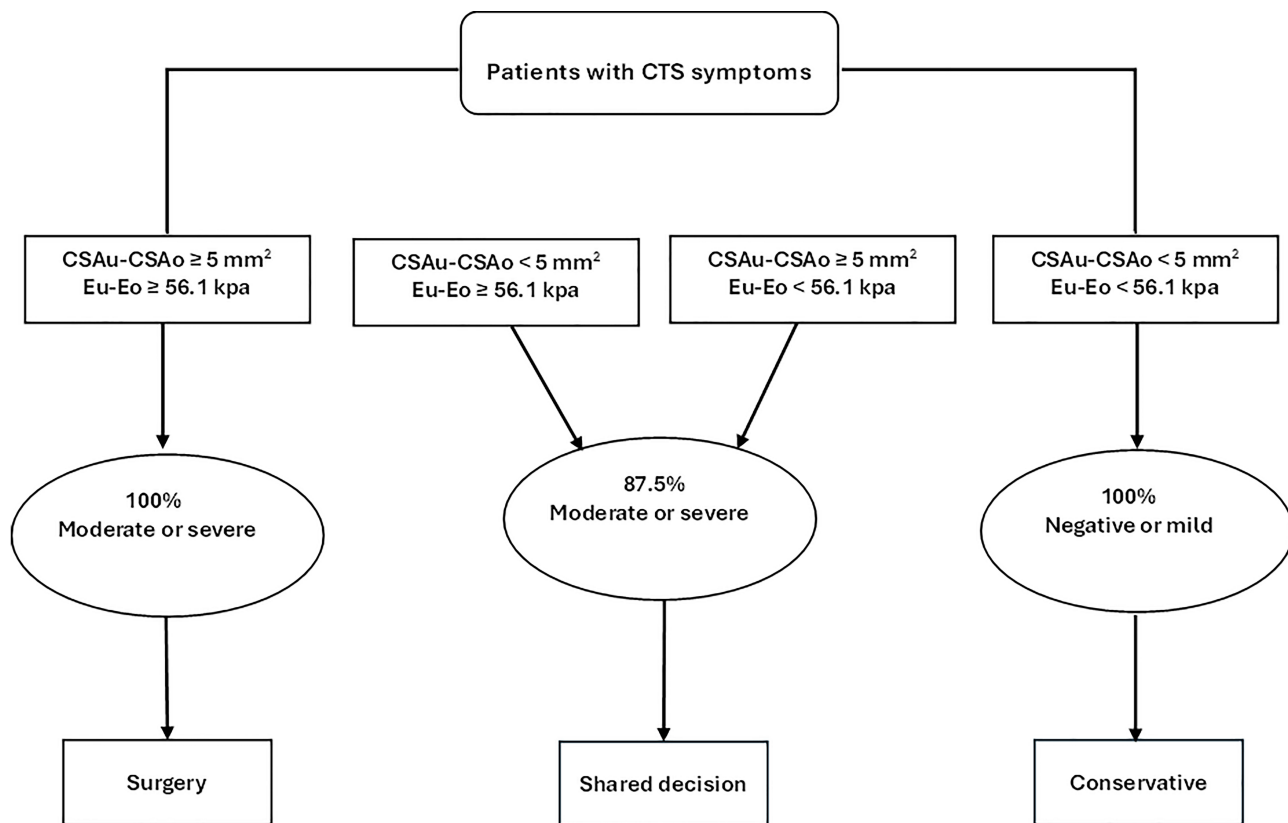 Patients with CTS symptoms
CSAu-CSAo ≥ 5 mm²
Eu-Eo ≥ 56.1 kpa
CSAu-CSAo < 5 mm²
Eu-Eo ≥ 56.1 kpa
CSAu-CSAo ≥ 5 mm²
Eu-Eo < 56.1 kpa
CSAu-CSAo < 5 mm²
Eu-Eo < 56.1 kpa
100%
Moderate or severe
87.5%
Moderate or severe
100%
Negative or mild
Surgery
Shared decision
Conservative